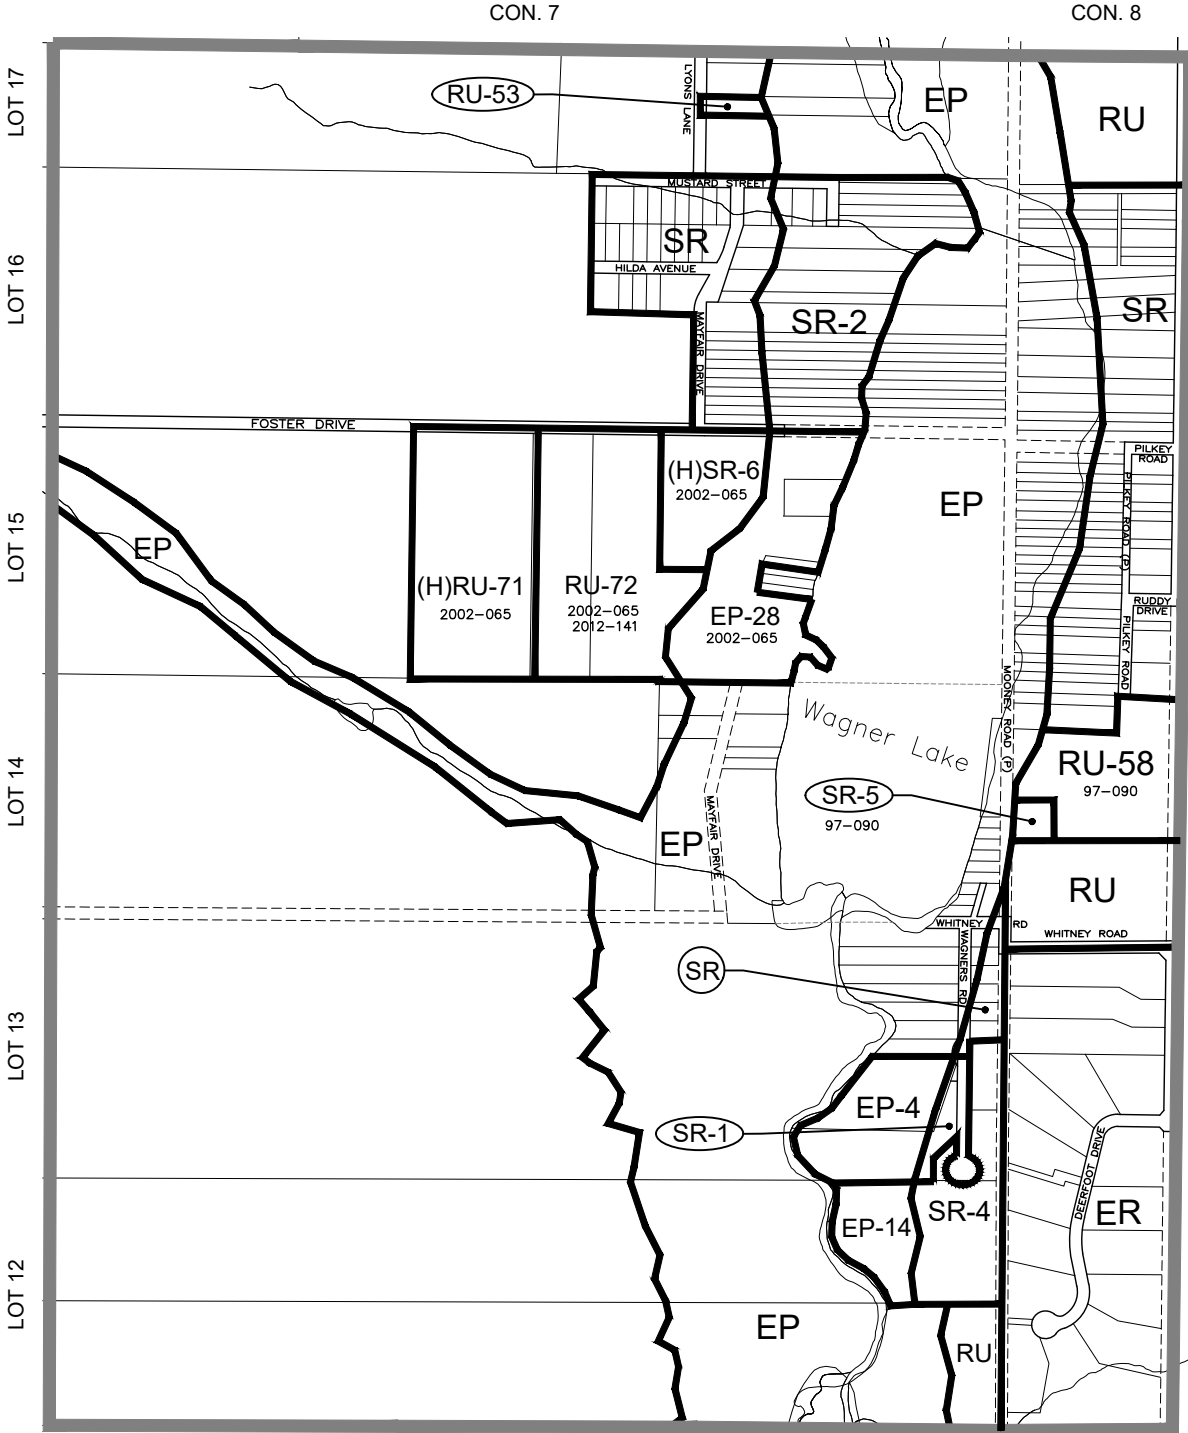 CON. 7
CON. 8
LOT 17
LOT 16
LOT 15
LOT 14
LOT 13
LOT 12
RU-53
LYONS LANE
EP
RU
MUSTARD STREET
SR
HILDA AVENUE
MAYFAIR DRIVE
SR-2
SR
FOSTER DRIVE
PILKEY
ROAD
(H)SR-6
2002-065
EP
PILKEY ROAD (P)
EP
(H)RU-71
2002-065
RU-72
2002-065
2012-141
EP-28
2002-065
RUDDY
DRIVE
PILKEY ROAD
MOONEY ROAD (P)
Wagner Lake
RU-58
97-090
SR-5
97-090
MAYFAIR DRIVE
EP
RU
WHITNEY RD
WHITNEY ROAD
WAGNERS RD
SR
EP-4
SR-1
DEERFOOT DRIVE
SR-4
ER
EP-14
EP
RU